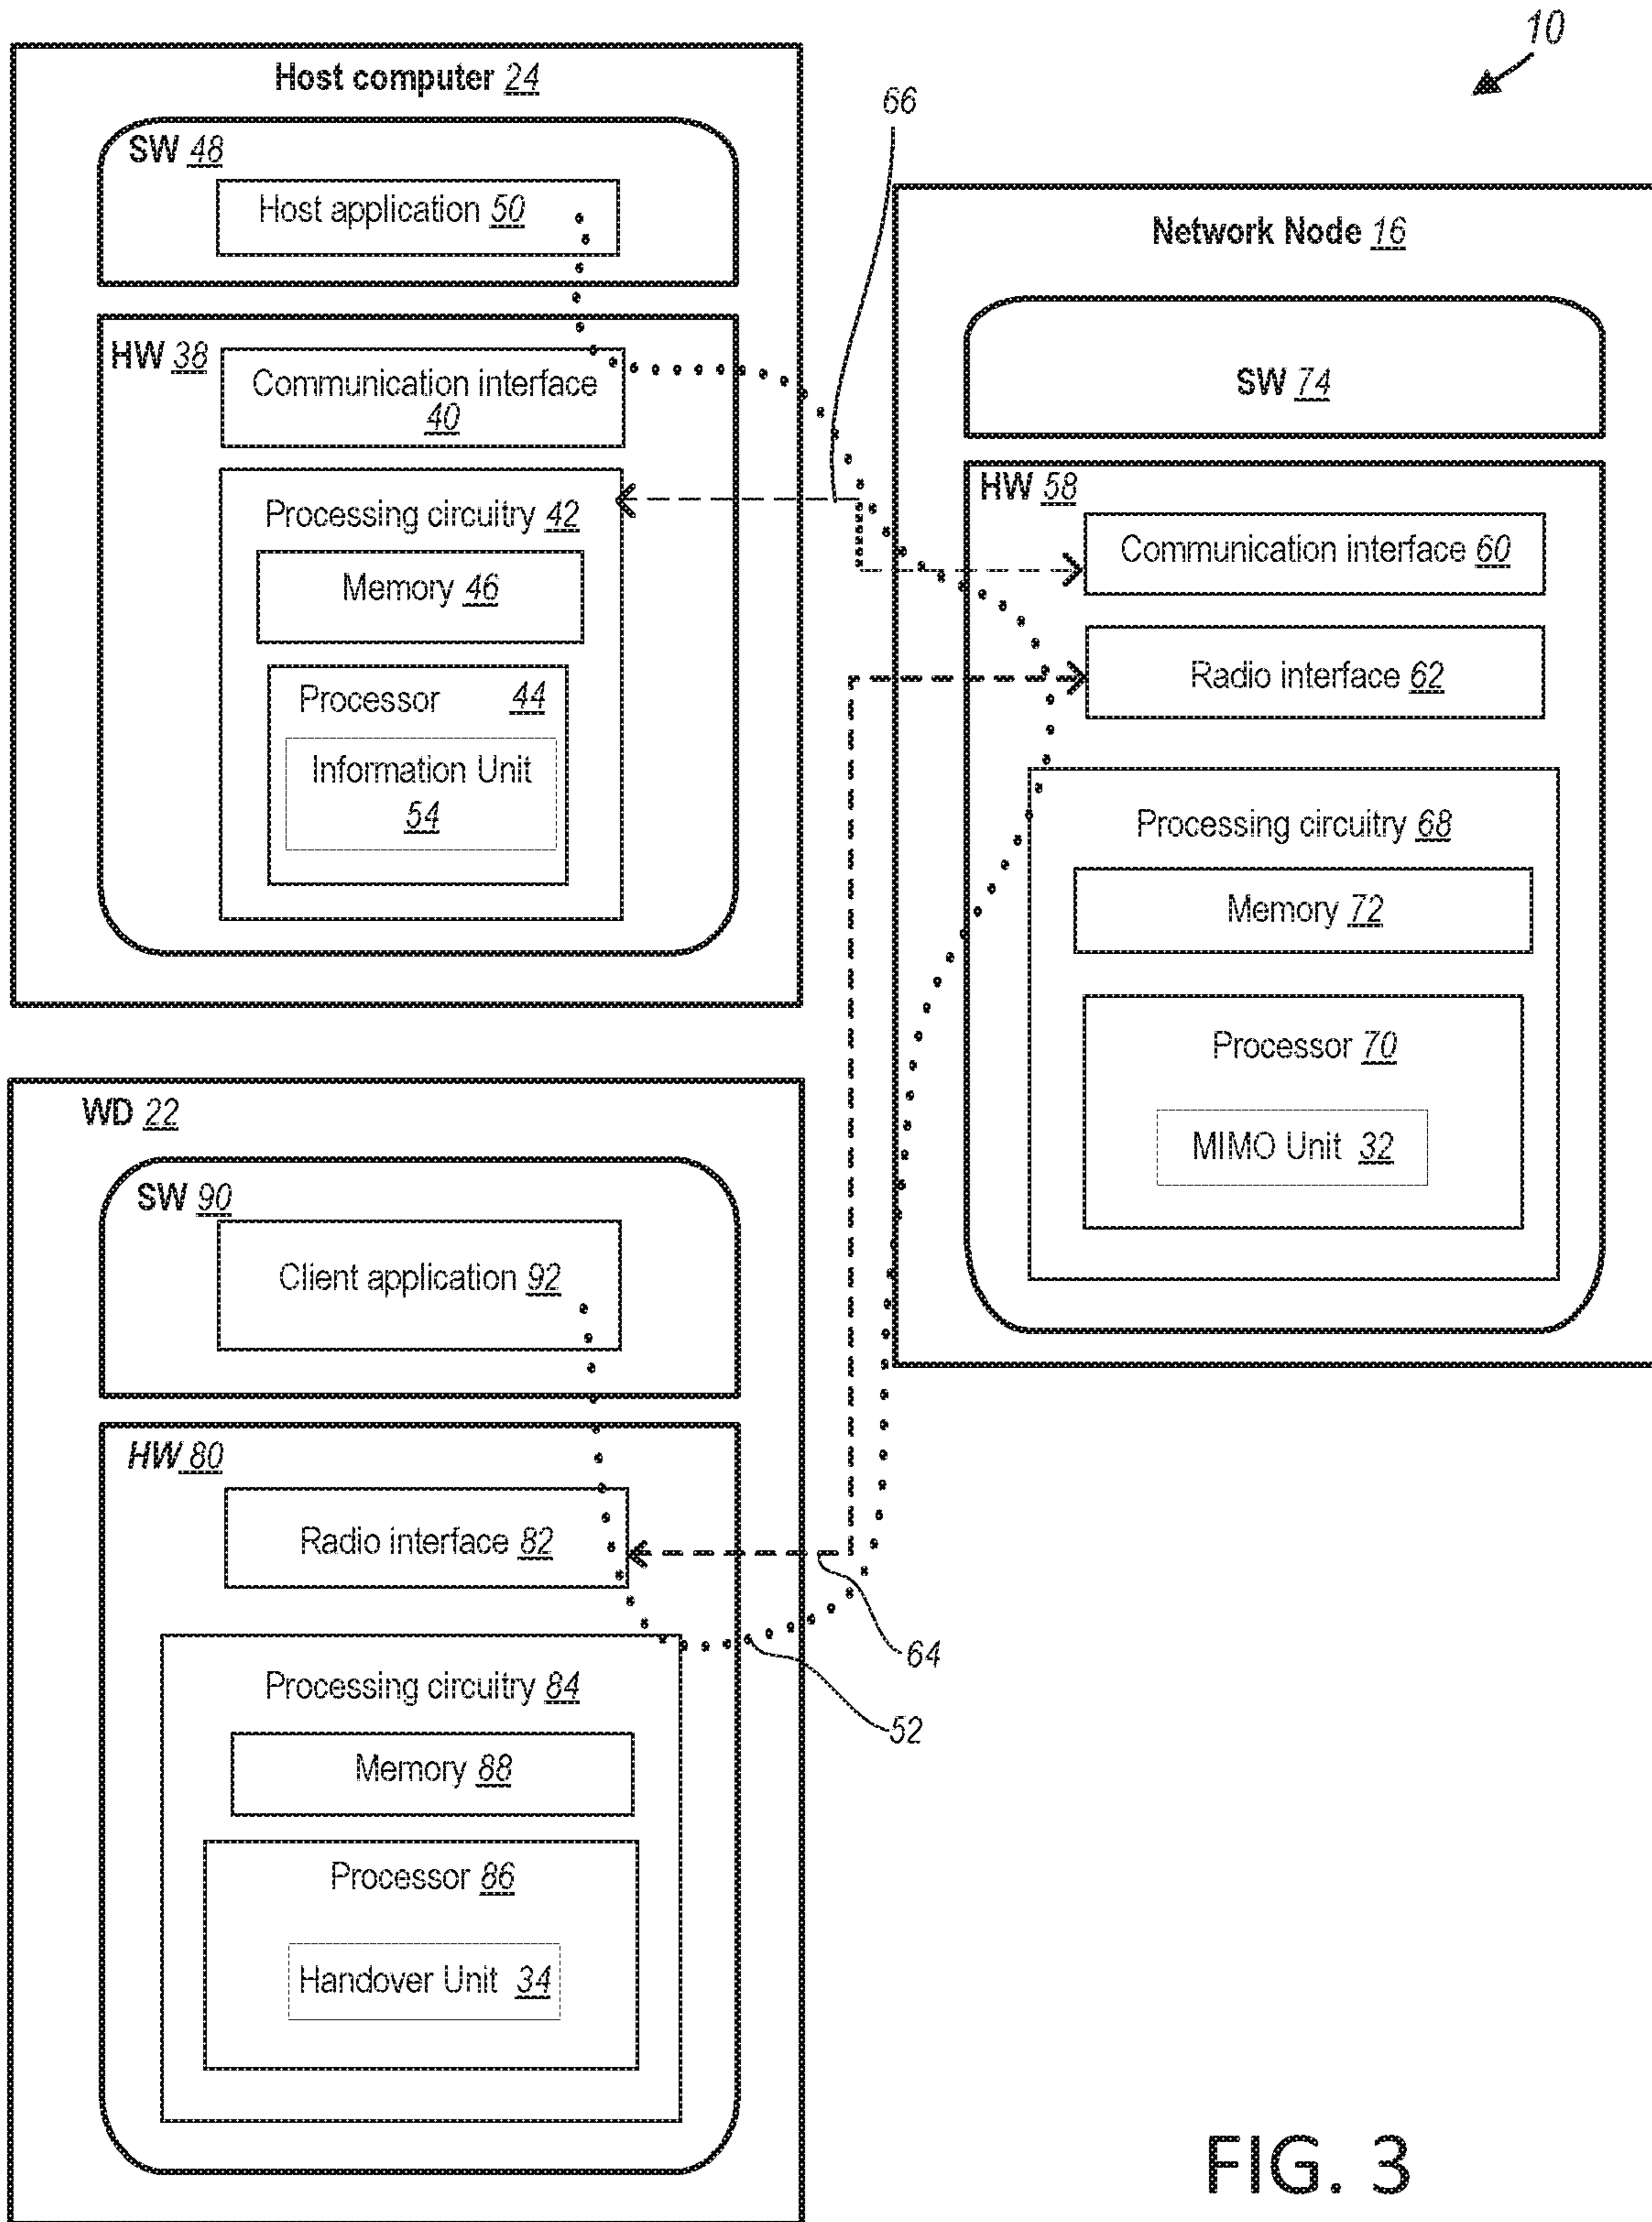 10
Host computer 24
SW 48
Host application 50
HW 38
Communication interface
40
Processing circuitry 42
Memory 46
Processor 44
Information Unit
54
66
Network Node 16
SW 74
HW 58
Communication interface 60
Radio interface 62
Processing circuitry 68
Memory 72
Processor 70
MIMO Unit 32
WD 22
SW 90
Client application 92
HW 80
Radio interface 82
Processing circuitry 84
Memory 88
Processor 86
Handover Unit 34
64
52
FIG. 3